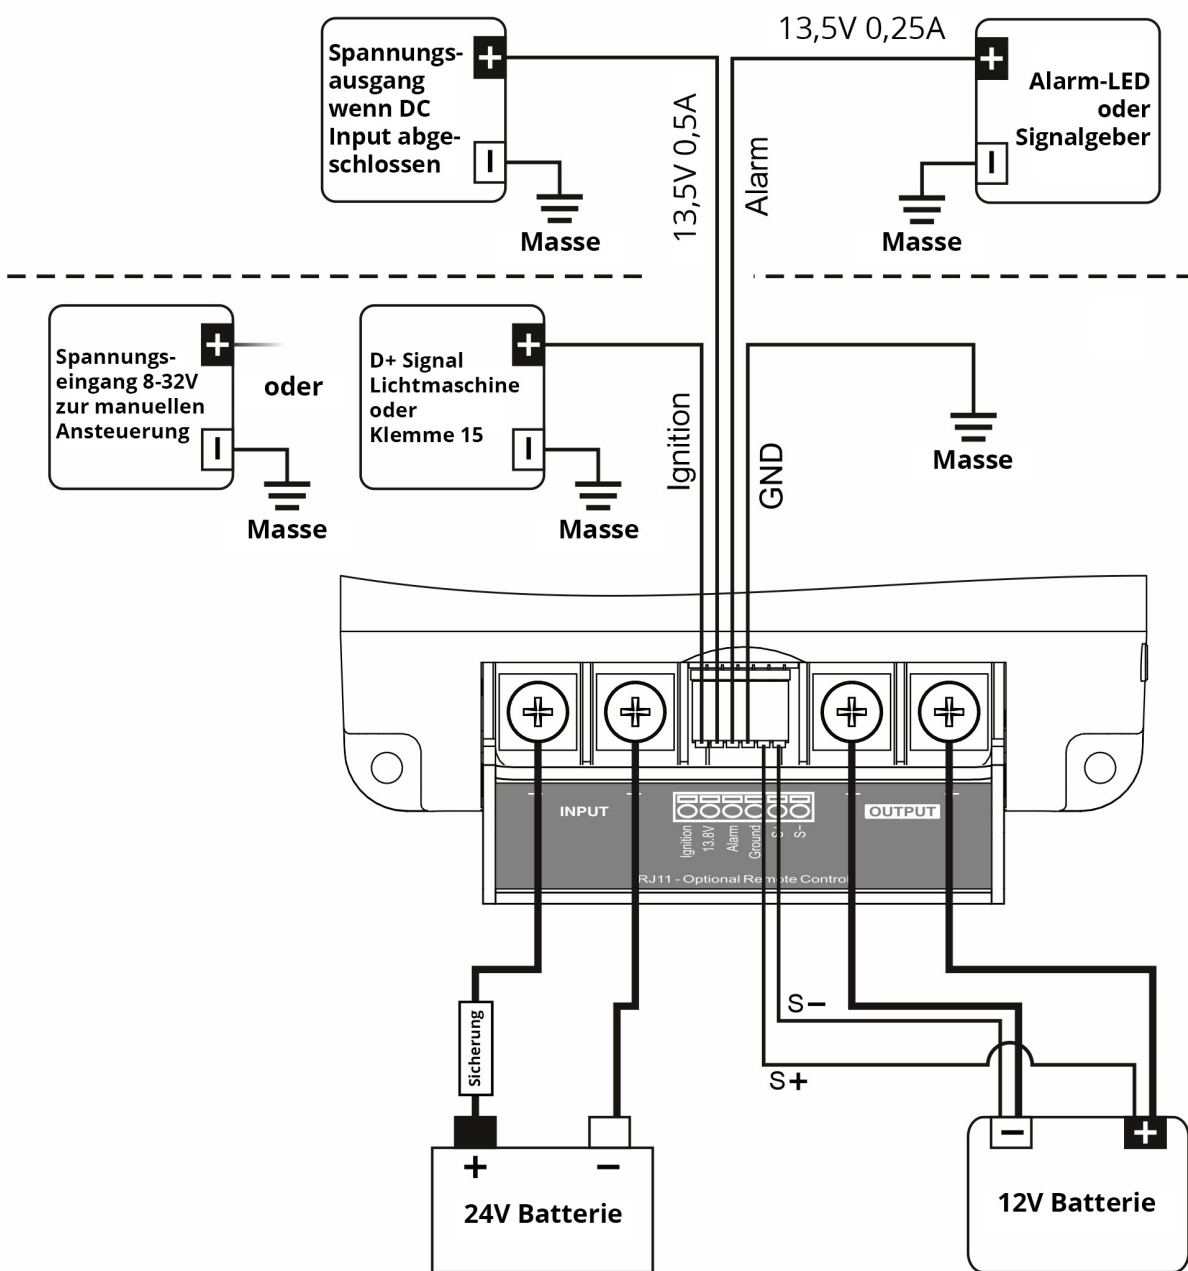 13,5V 0,25A
Spannungs-
ausgang
wenn DC
Input abge-
schlossen
+
I
Masse
13,5V 0,5A
Alarm
+
I
Alarm-LED
oder
Signalgeber
Masse
Spannungs-
eingang 8-32V
zur manuellen
Ansteuerung
+
I
Masse
oder
D+ Signal
Lichtmaschine
oder
Klemme 15
+
I
Masse
Ignition
GND
Masse
INPUT
OUTPUT
Ignition
13.8V
Alarm
Ground
S-
RJ11 - Optional Remote Control
S−
S+
Sicherung
+
−
24V Batterie
−
+
12V Batterie